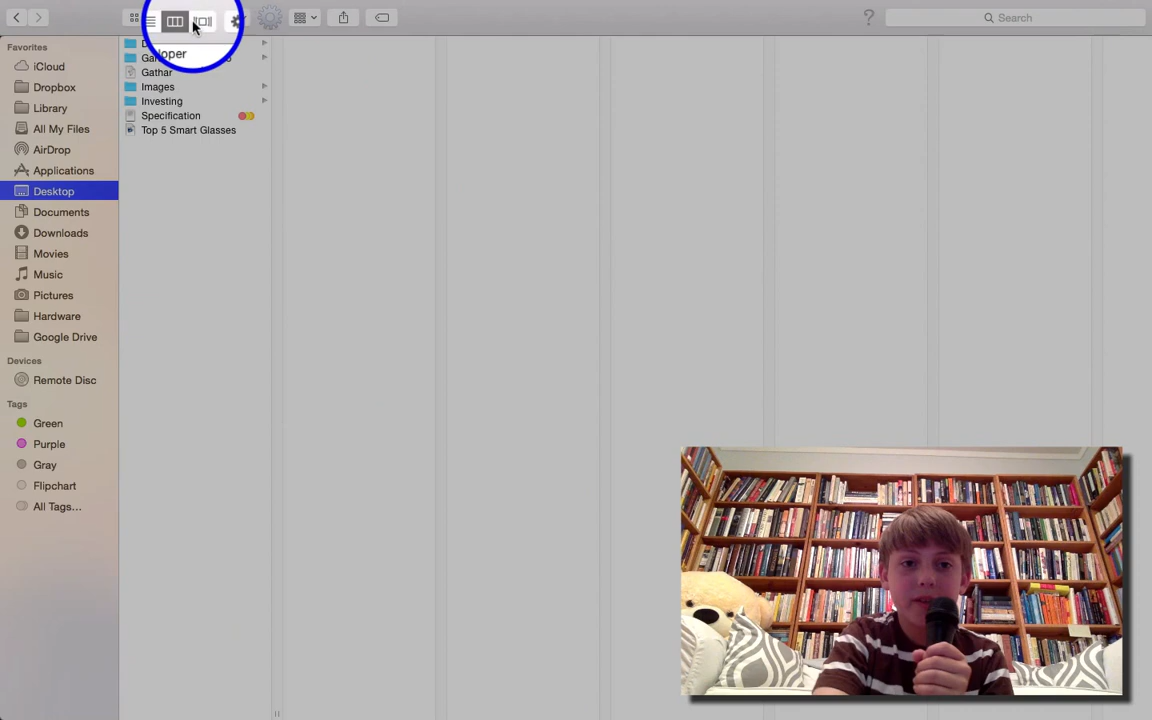 Search
Favorites
iCloud
Dropbox
Library
All My Files
AirDrop
Applications
Desktop
Documents
Downloads
Movies
Music
Pictures
Hardware
Google Drive
Devices
Remote Disc
Tags
Green
Purple
Gray
Flipchart
All Tags...
loper
Gathar
Images
Investing
Specification
Top 5 Smart Glasses